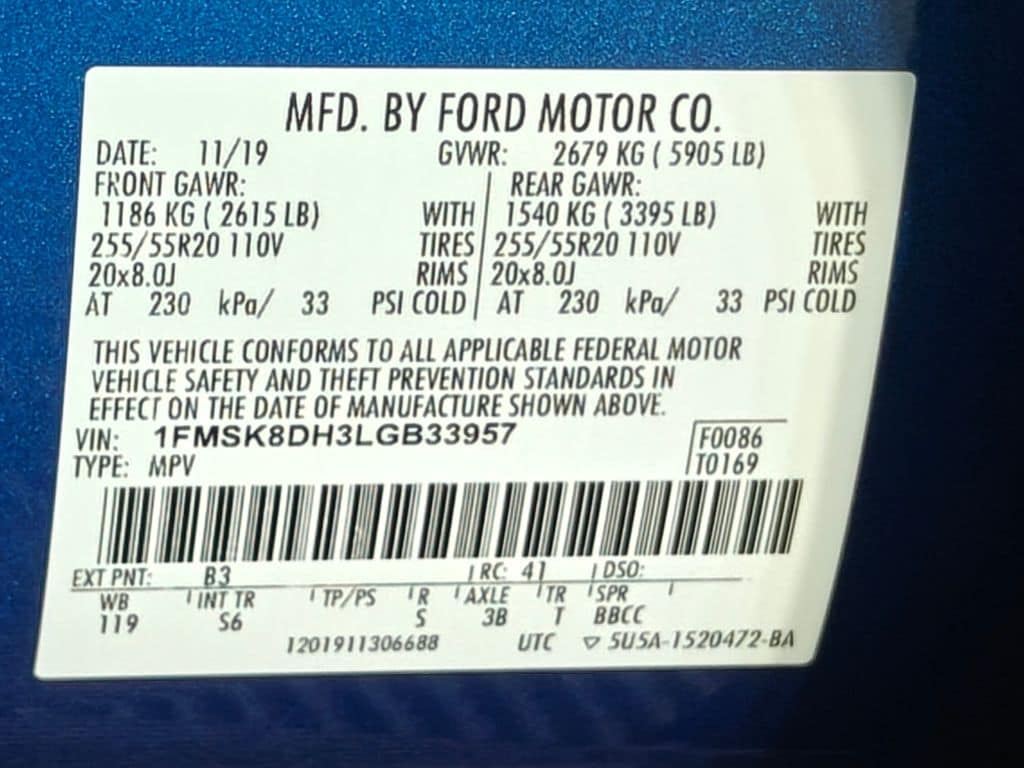 MFD. BY FORD MOTOR CO.
DATE: 11/19 GVWR: 2679 KG ( 5905 LB)
FRONT GAWR: REAR GAWR:
1186 KG ( 2615 LB) WITH 1540 KG ( 3395 LB) WITH
255/55R20 110V TIRES 255/55R20 110V TIRES
20x8.0J RIMS 20x8.0J RIMS
AT 230 kPa/ 33 PSI COLD AT 230 kPa/ 33 PSI COLD
THIS VEHICLE CONFORMS TO ALL APPLICABLE FEDERAL MOTOR
VEHICLE SAFETY AND THEFT PREVENTION STANDARDS IN
EFFECT ON THE DATE OF MANUFACTURE SHOWN ABOVE.
VIN: 1FMSK8DH3LGB33957 F0086
TYPE: MPV T0169
EXT PNT: B3 RC: 41 DSO:
WB INT TR TP/PS R AXLE TR SPR
119 S6 S 3B T BBCC
1201911306688 UTC ▽ 5U5A-1520472-BA